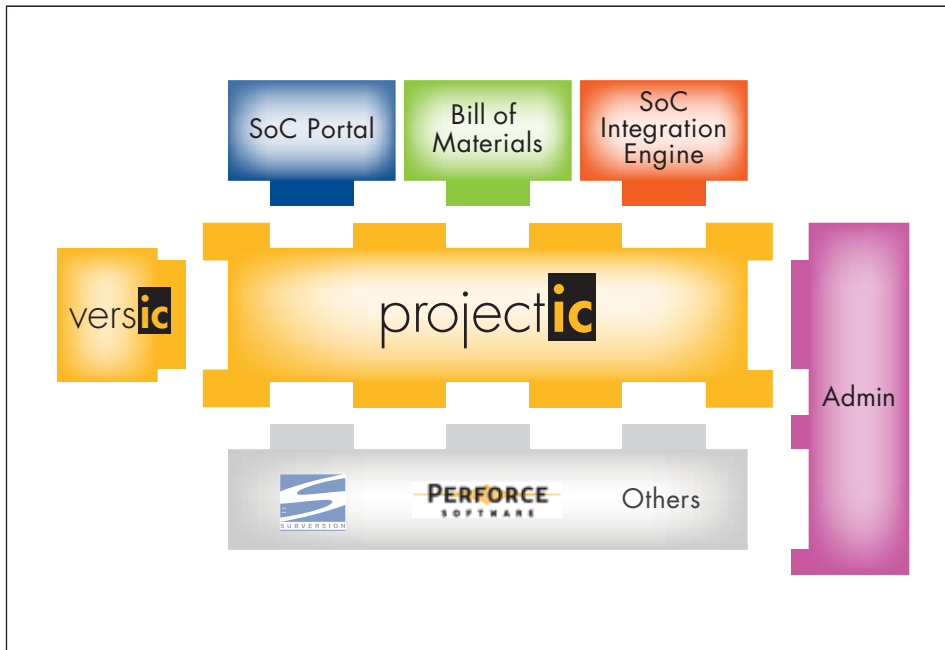 SoC Portal
Bill of
Materials
SoC
Integration
Engine
versic
projectic
Admin
SUBVERSION
PERFORCE
SOFTWARE
Others